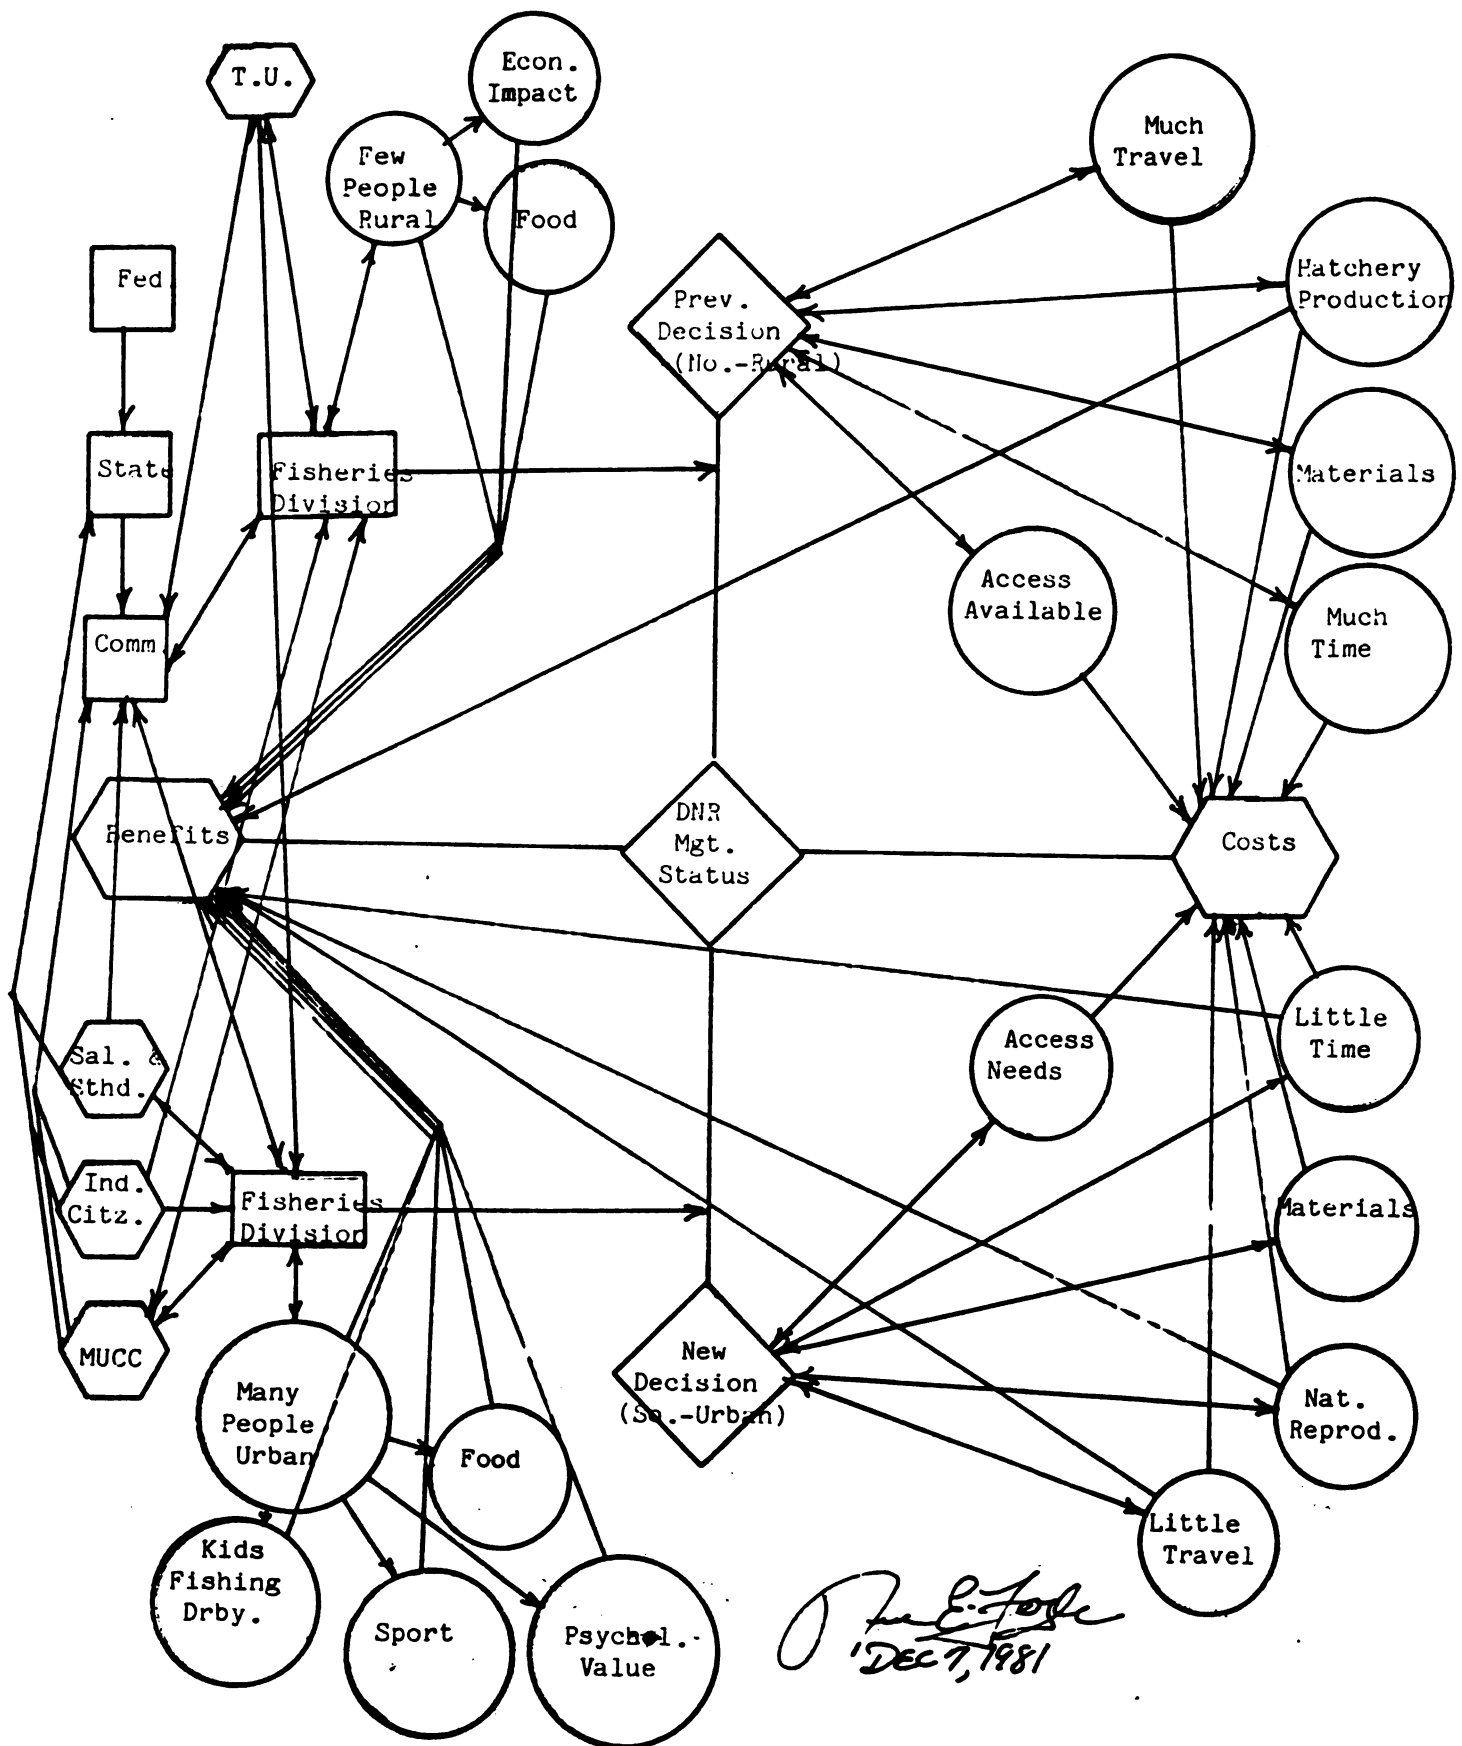 T.U.
Econ.
Impact
Few
People
Rural
Food
Much
Travel
Fed
Hatchery
Production
Prev.
Decision
(No.-Rural)
State
Fisheries
Division
Materials
Access
Available
Much
Time
Comm
Benefits
DNR
Mgt.
Status
Costs
Sal. &
Sthd.
Access
Needs
Little
Time
Ind.
Citz.
Fisheries
Division
Materials
MUCC
New
Decision
(So.-Urban)
Many
People
Urban
Food
Nat.
Reprod.
Kids
Fishing
Drby.
Sport
Psychol.
Value
Little
Travel
DEC 7, 1981